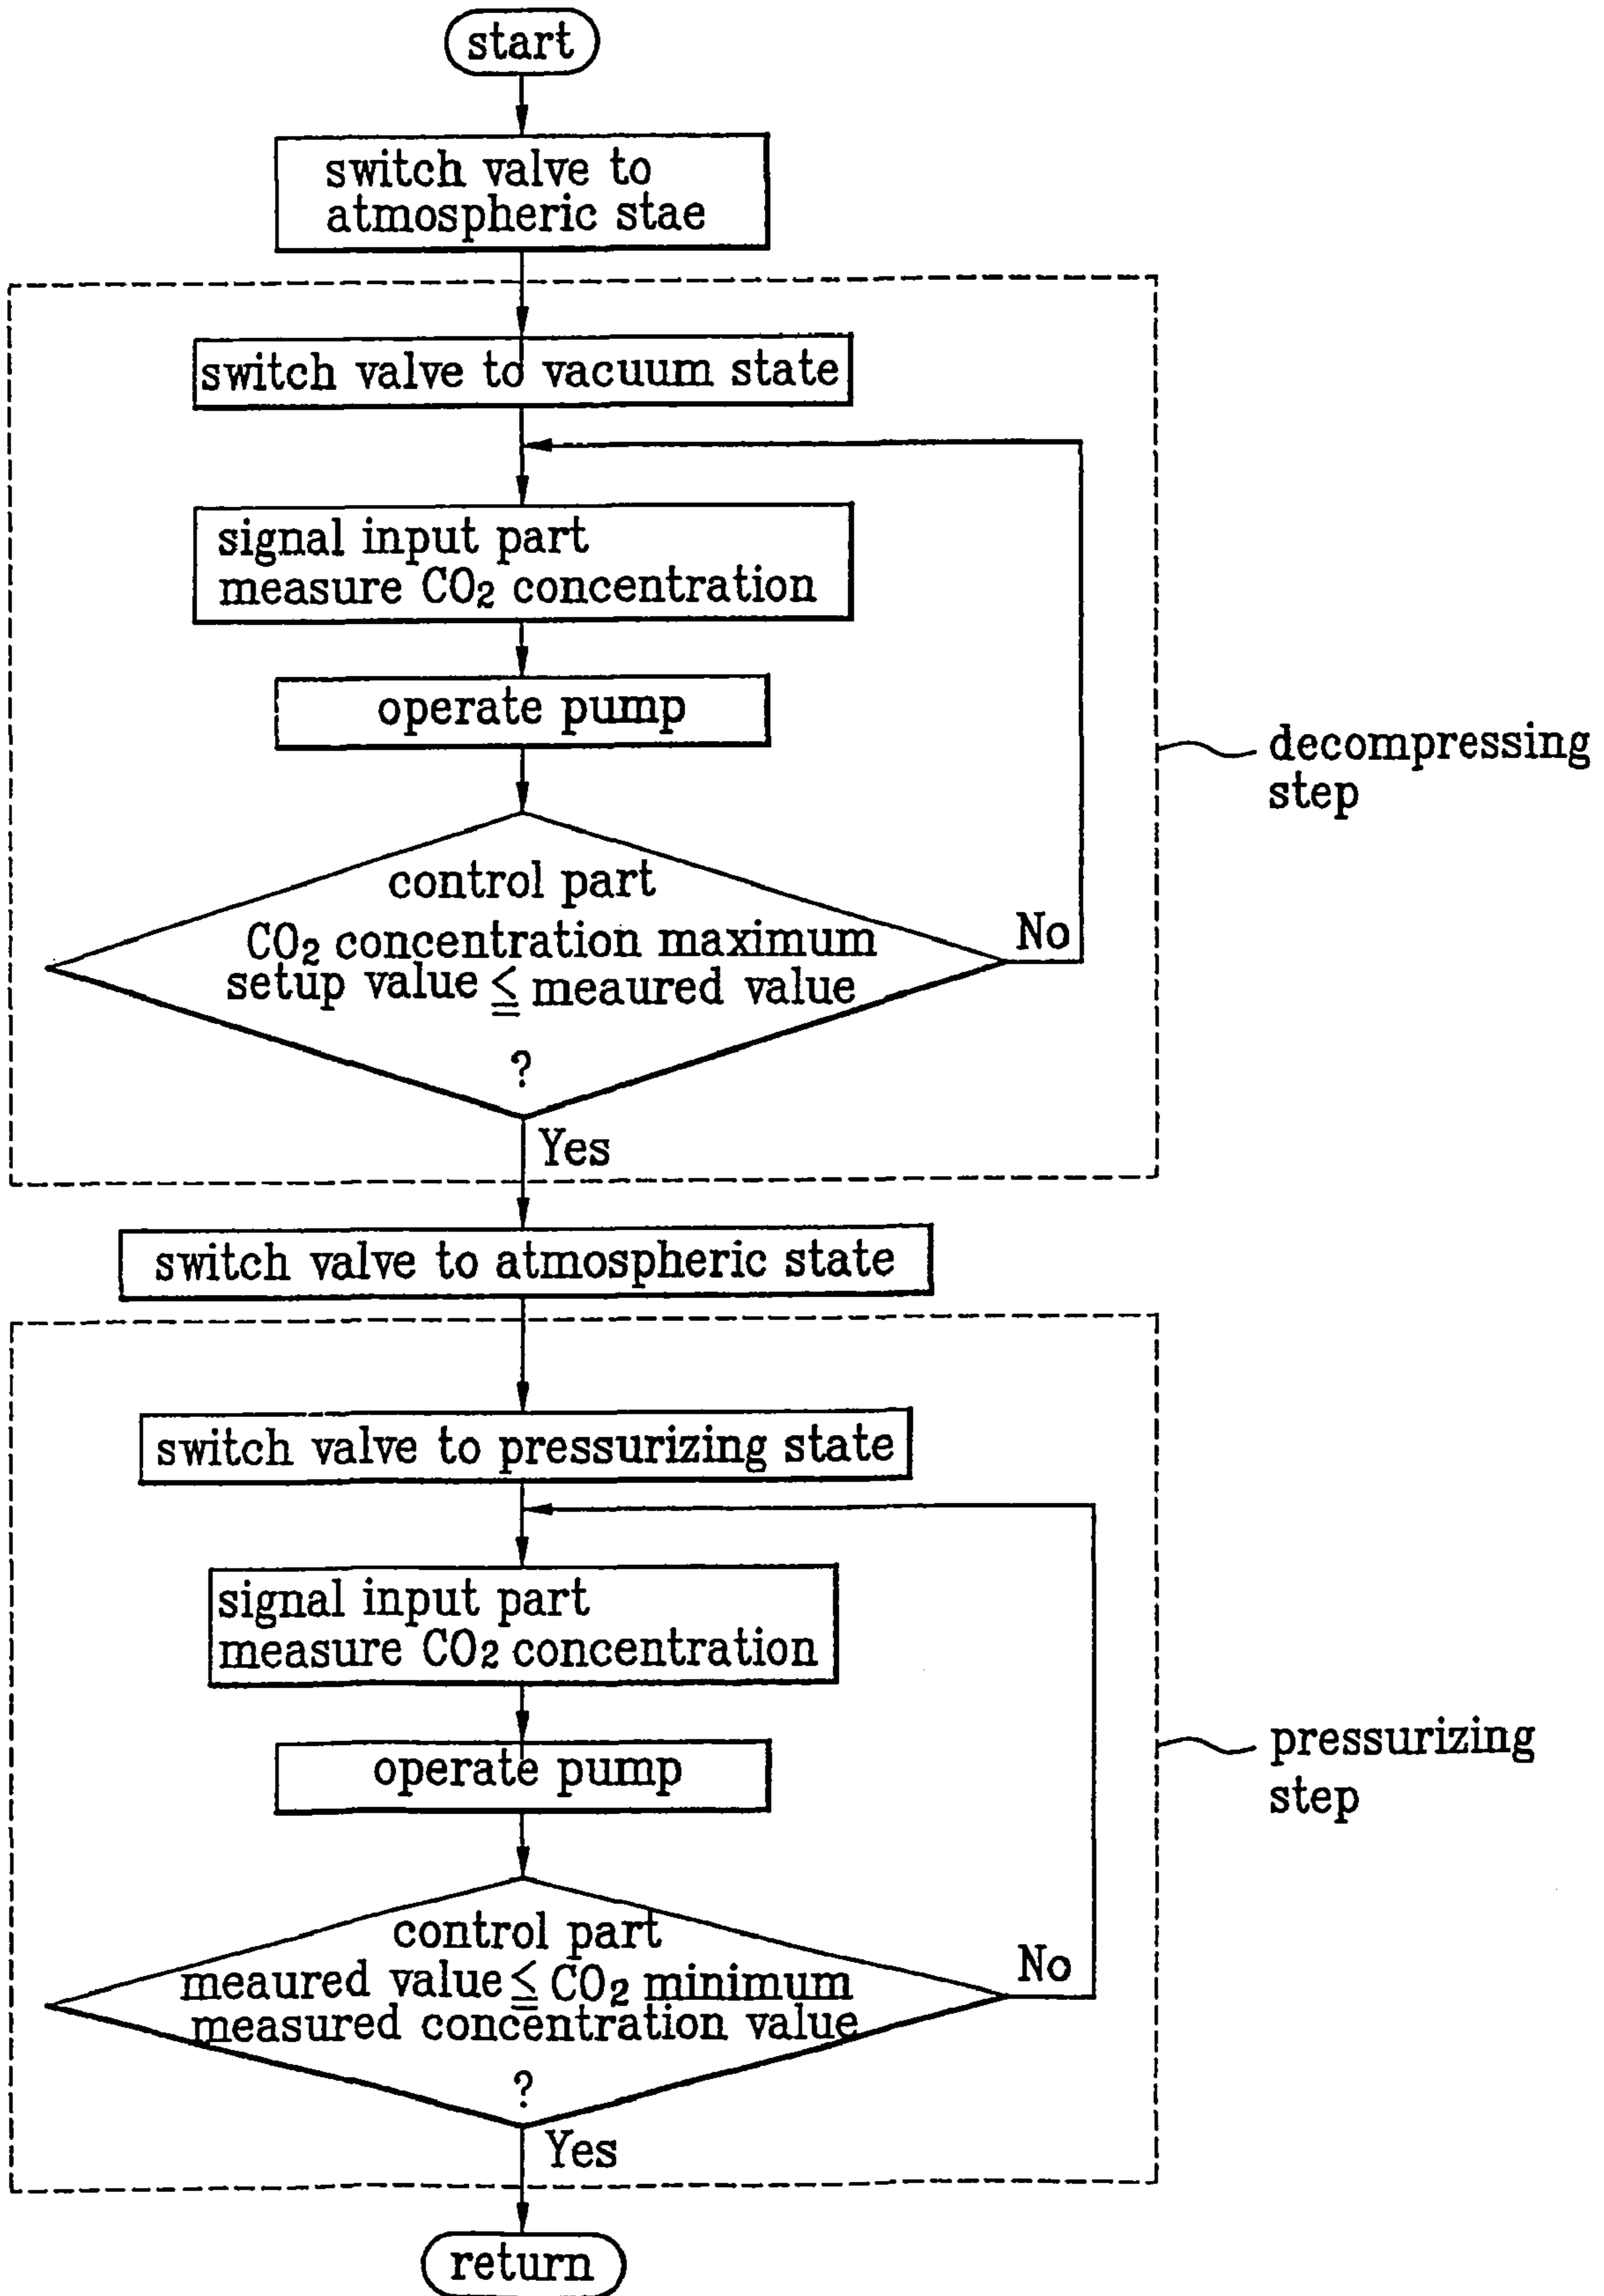 start
switch valve to
atmospheric stae
switch valve to vacuum state
signal input part
measure CO₂ concentration
operate pump
decompressing
step
control part
CO₂ concentration maximum
setup value ≦ meaured value
?
No
Yes
switch valve to atmospheric state
switch valve to pressurizing state
signal input part
measure CO₂ concentration
operate pump
pressurizing
step
control part
meaured value ≦ CO₂ minimum
measured concentration value
?
No
Yes
return